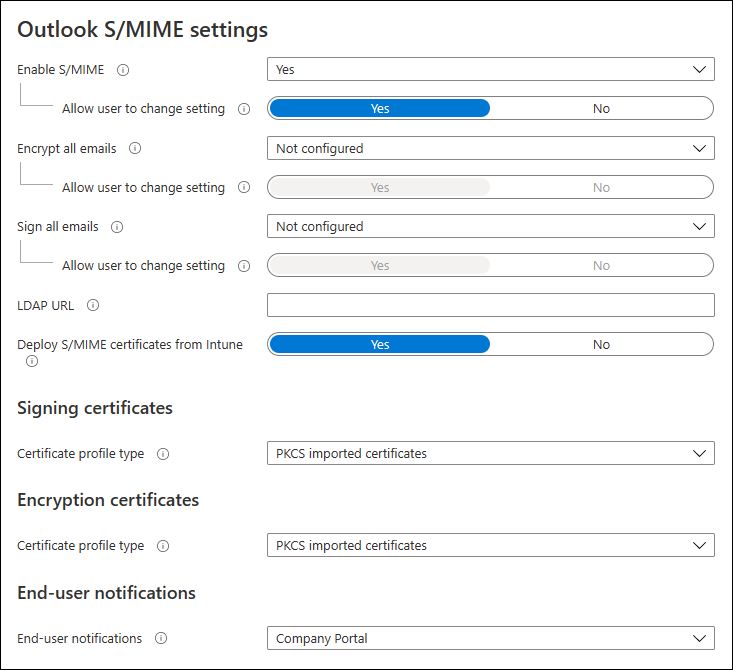 Outlook S/MIME settings
Enable S/MIME
Yes
Allow user to change setting
Yes No
Encrypt all emails
Not configured
Allow user to change setting
Yes No
Sign all emails
Not configured
Allow user to change setting
Yes No
LDAP URL
Deploy S/MIME certificates from Intune
Yes No
Signing certificates
Certificate profile type
PKCS imported certificates
Encryption certificates
Certificate profile type
PKCS imported certificates
End-user notifications
End-user notifications
Company Portal